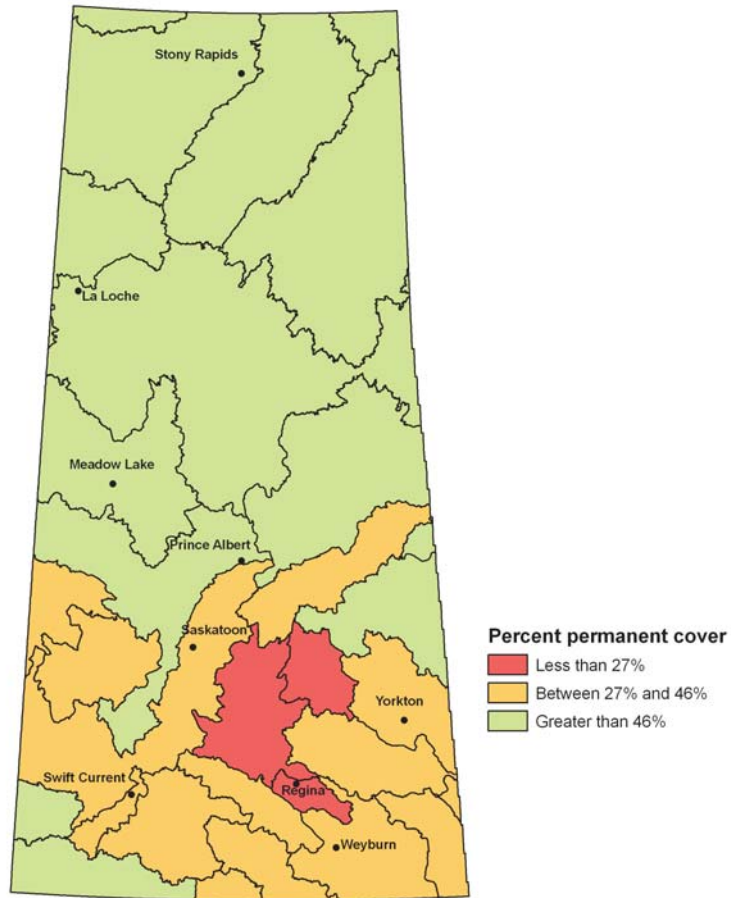 Stony Rapids
La Loche
Meadow Lake
Prince Albert
Saskatoon
Percent permanent cover
Less than 27%
Between 27% and 46%
Greater than 46%
Yorkton
Swift Current
Regina
Weyburn